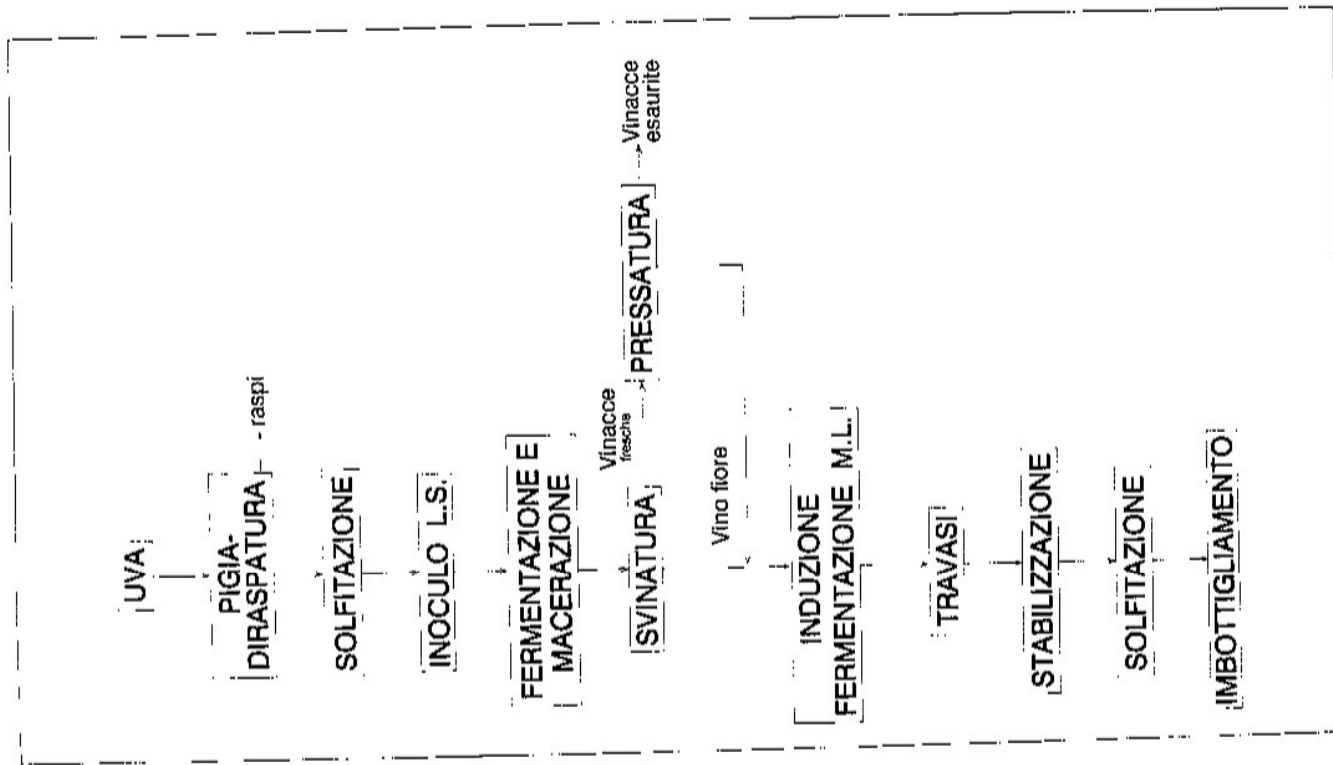 UVA
PIGIA-
DIRASPATURA
- raspi
SOLFITAZIONE
INOCULO L.S.
FERMENTAZIONE E
MACERAZIONE
SVINATURA
Vinacce
fresche
PRESSATURA
Vinacce
esaurite
Vino fiore
INDUZIONE
FERMENTAZIONE M.L.
TRAVASI
STABILIZZAZIONE
SOLFITAZIONE
IMBOTTIGLIAMENTO